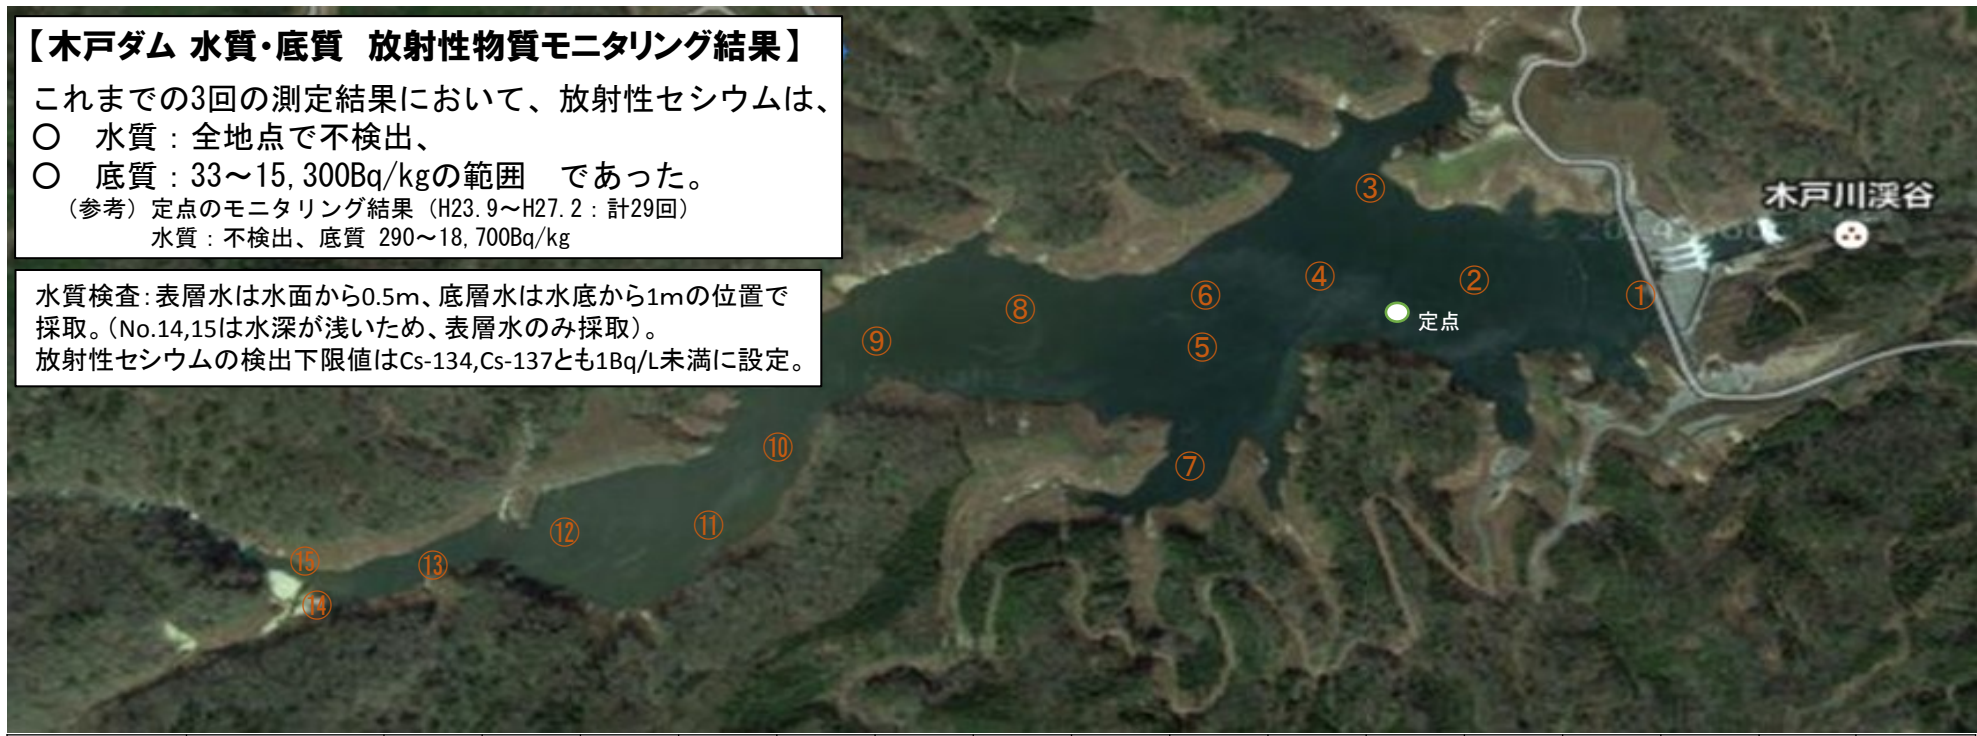 【木戸ダム 水質・底質　放射性物質モニタリング結果】
これまでの3回の測定結果において、放射性セシウムは、
○　水質：全地点で不検出、
○　底質：33～15,300Bq/kgの範囲　であった。
（参考）定点のモニタリング結果（H23.9～H27.2：計29回）
水質：不検出、底質 290～18,700Bq/kg
水質検査：表層水は水面から0.5m、底層水は水底から1mの位置で
採取。（No.14,15は水深が浅いため、表層水のみ採取）。
放射性セシウムの検出下限値はCs-134,Cs-137とも1Bq/L未満に設定。
木戸川渓谷
③
④
②
①
⑥
⑧
定点
⑨
⑤
⑩
⑦
⑪
⑫
⑬
⑮
⑭